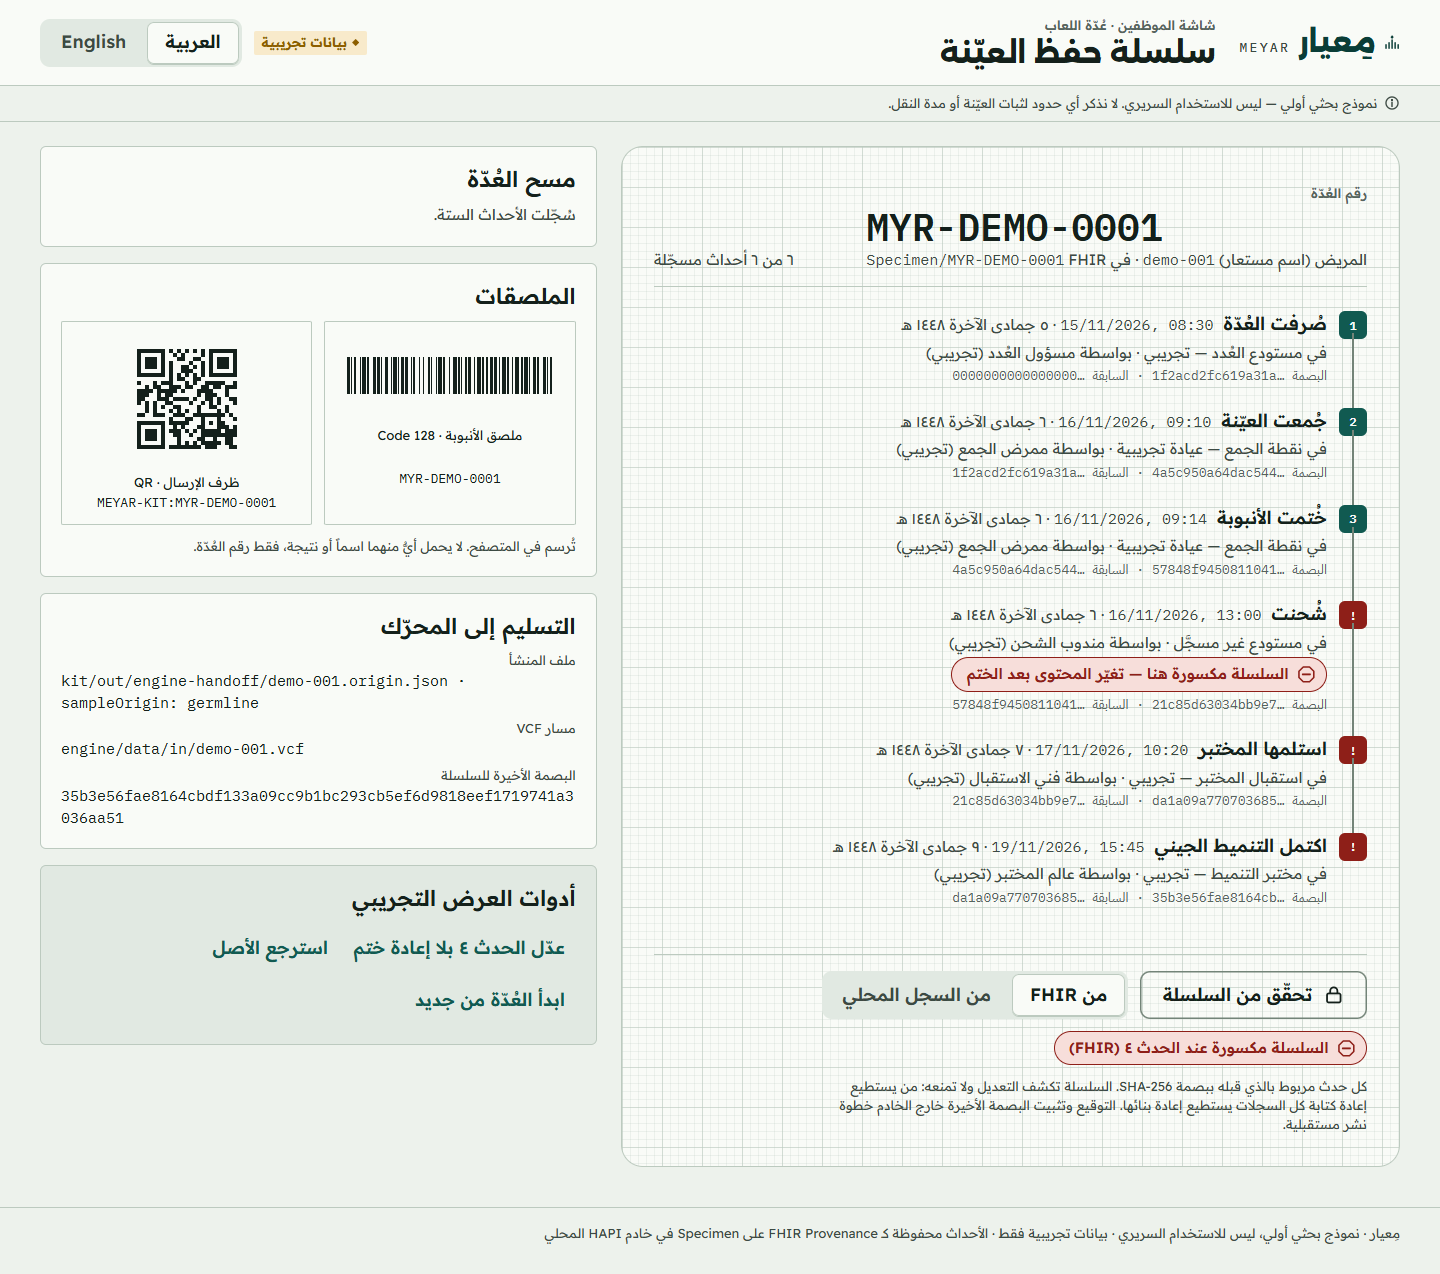 مِعيار MEYAR
شاشة الموظفين · عُدّة اللعاب
سلسلة حفظ العيّنة
◆ بيانات تجريبية
العربية
English
نموذج بحثي أولي — ليس للاستخدام السريري. لا نذكر أي حدود لثبات العيّنة أو مدة النقل.
رقم العُدّة
MYR-DEMO-0001
المريض (اسم مستعار) demo-001 · في FHIR Specimen/MYR-DEMO-0001
٦ من ٦ أحداث مسجّلة
1
صُرفت العُدّة 15/11/2026, 08:30 · ٥ جمادى الآخرة ١٤٤٨ هـ
في مستودع العُدد — تجريبي · بواسطة مسؤول العُدد (تجريبي)
البصمة 1f2acd2fc619a31a… · السابقة 0000000000000000…
2
جُمعت العيّنة 16/11/2026, 09:10 · ٦ جمادى الآخرة ١٤٤٨ هـ
في نقطة الجمع — عيادة تجريبية · بواسطة ممرض الجمع (تجريبي)
البصمة 4a5c950a64dac544… · السابقة 1f2acd2fc619a31a…
3
خُتمت الأنبوبة 16/11/2026, 09:14 · ٦ جمادى الآخرة ١٤٤٨ هـ
في نقطة الجمع — عيادة تجريبية · بواسطة ممرض الجمع (تجريبي)
البصمة 57848f9450811041… · السابقة 4a5c950a64dac544…
!
شُحنت 16/11/2026, 13:00 · ٦ جمادى الآخرة ١٤٤٨ هـ
في مستودع غير مسجَّل · بواسطة مندوب الشحن (تجريبي)
السلسلة مكسورة هنا — تغيّر المحتوى بعد الختم
البصمة 21c85d63034bb9e7… · السابقة 57848f9450811041…
!
استلمها المختبر 17/11/2026, 10:20 · ٧ جمادى الآخرة ١٤٤٨ هـ
في استقبال المختبر — تجريبي · بواسطة فني الاستقبال (تجريبي)
البصمة da1a09a770703685… · السابقة 21c85d63034bb9e7…
!
اكتمل التنميط الجيني 19/11/2026, 15:45 · ٩ جمادى الآخرة ١٤٤٨ هـ
في مختبر التنميط — تجريبي · بواسطة عالم المختبر (تجريبي)
البصمة 35b3e56fae8164cb… · السابقة da1a09a770703685…
تحقّق من السلسلة
من FHIR
من السجل المحلي
السلسلة مكسورة عند الحدث ٤ (FHIR)
كل حدث مربوط بالذي قبله ببصمة SHA-256. السلسلة تكشف التعديل ولا تمنعه: من يستطيع
إعادة كتابة كل السجلات يستطيع إعادة بنائها. التوقيع وتثبيت البصمة الأخيرة خارج الخادم خطوة
نشر مستقبلية.
مسح العُدّة
سُجّلت الأحداث الستة.
الملصقات
ملصق الأنبوبة · Code 128
MYR-DEMO-0001
ظرف الإرسال · QR
MEYAR-KIT:MYR-DEMO-0001
تُرسم في المتصفح. لا يحمل أيٌّ منهما اسماً أو نتيجة، فقط رقم العُدّة.
التسليم إلى المحرّك
ملف المنشأ
kit/out/engine-handoff/demo-001.origin.json ·
sampleOrigin: germline
مسار VCF
engine/data/in/demo-001.vcf
البصمة الأخيرة للسلسلة
35b3e56fae8164cbdf133a09cc9b1bc293cb5ef6d9818eef1719741a3
036aa51
أدوات العرض التجريبي
عدّل الحدث ٤ بلا إعادة ختم
استرجع الأصل
ابدأ العُدّة من جديد
مِعيار · نموذج بحثي أولي، ليس للاستخدام السريري · بيانات تجريبية فقط · الأحداث محفوظة كـ FHIR Provenance على Specimen في خادم HAPI المحلي